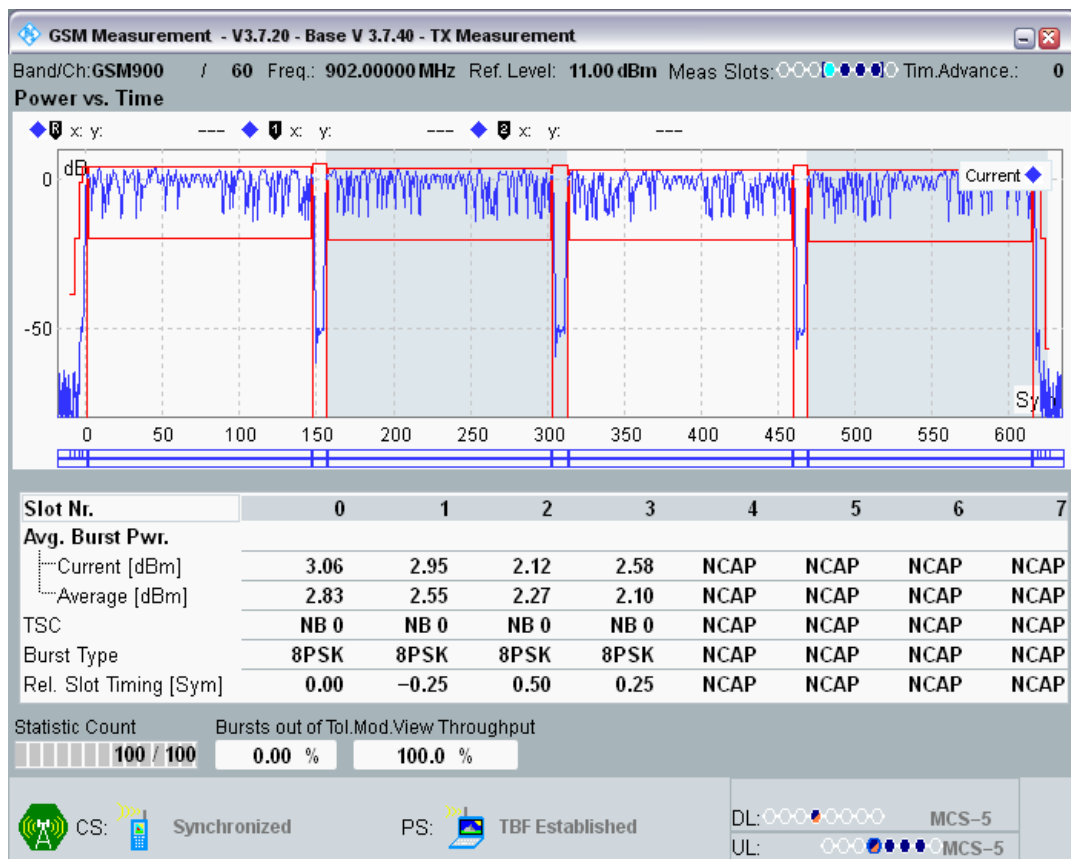 GSM Measurement - V3.7.20 - Base V 3.7.40 - TX Measurement
Band/Ch:GSM900 / 60 Freq.: 902.00000 MHz Ref. Level: 11.00 dBm Meas Slots: Tim.Advance.: 0
Power vs. Time
R x: y: --- 1 x: y: --- 2 x: y: ---
dB
Current
0
-50
Sy
0 50 100 150 200 250 300 350 400 450 500 550 600
Slot Nr. 0 1 2 3 4 5 6 7
Avg. Burst Pwr.
Current [dBm] 3.06 2.95 2.12 2.58 NCAP NCAP NCAP NCAP
Average [dBm] 2.83 2.55 2.27 2.10 NCAP NCAP NCAP NCAP
TSC NB 0 NB 0 NB 0 NB 0 NCAP NCAP NCAP NCAP
Burst Type 8PSK 8PSK 8PSK 8PSK NCAP NCAP NCAP NCAP
Rel. Slot Timing [Sym] 0.00 −0.25 0.50 0.25 NCAP NCAP NCAP NCAP
Statistic Count Bursts out of Tol.Mod.View Throughput
100 / 100 0.00 % 100.0 %
CS: Synchronized PS: TBF Established
DL: MCS−5
UL: MCS−5